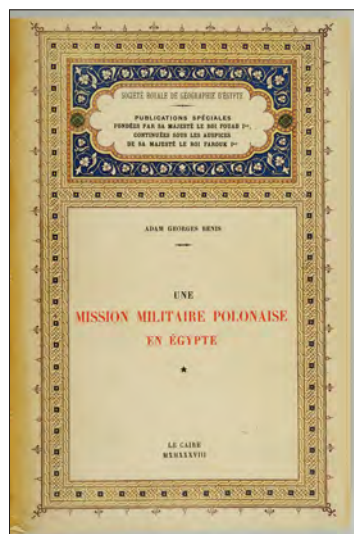 SOCIÉTÉ ROYALE DE GÉOGRAPHIE D'ÉGYPTE
PUBLICATIONS SPÉCIALES
FONDÉES PAR SA MAJESTÉ LE ROI FOUAD Iᵉʳ,
CONTINUÉES SOUS LES AUSPICES
DE SA MAJESTÉ LE ROI FAROUK Iᵉʳ
ADAM GEORGES BENIS
UNE
MISSION MILITAIRE POLONAISE
EN ÉGYPTE
LE CAIRE
MCMXXXVIII